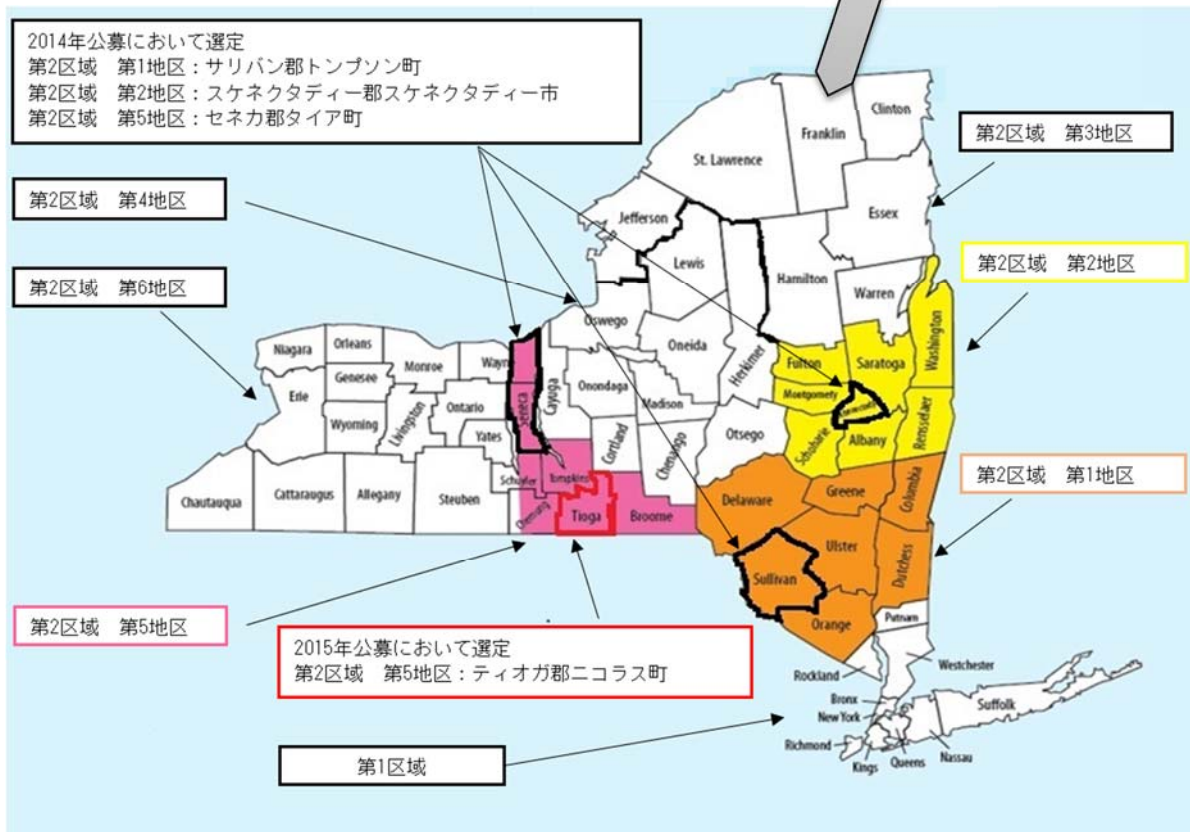 2014年公募において選定
第2区域 第1地区：サリバン郡トンプソン町
第2区域 第2地区：スケネクタディー郡スケネクタディー市
第2区域 第5地区：セネカ郡タイア町
Clinton
Franklin
St. Lawrence
第2区域 第3地区
第2区域 第4地区
Jefferson
Essex
Lewis
Hamilton
第2区域 第2地区
第2区域 第6地区
Warren
Washington
Oswego
Oneida
Herkimer
Niagara
Orleans
Monroe
Wayn
Fulton
Saratoga
Genesee
Erie
Onondaga
Cayuga
Seneca
Madison
Montgomety
Ontario
Livingston
Wyoming
Yates
Otsego
Schoharie
Albany
Rensselaer
Cortland
Chenango
Schuyler
Tompkins
第2区域 第1地区
Chautauqua
Cattaraugus
Allegany
Steuben
Chemung
Tioga
Broome
Delaware
Greene
Columbia
Ulster
Dutchess
Sullivan
Orange
Putnam
第2区域 第5地区
2015年公募において選定
第2区域 第5地区：ティオガ郡ニコラス町
Rockland
Westchester
Bronx
New York
Suffolk
Richmond
Kings
Queens
Nassau
第1区域